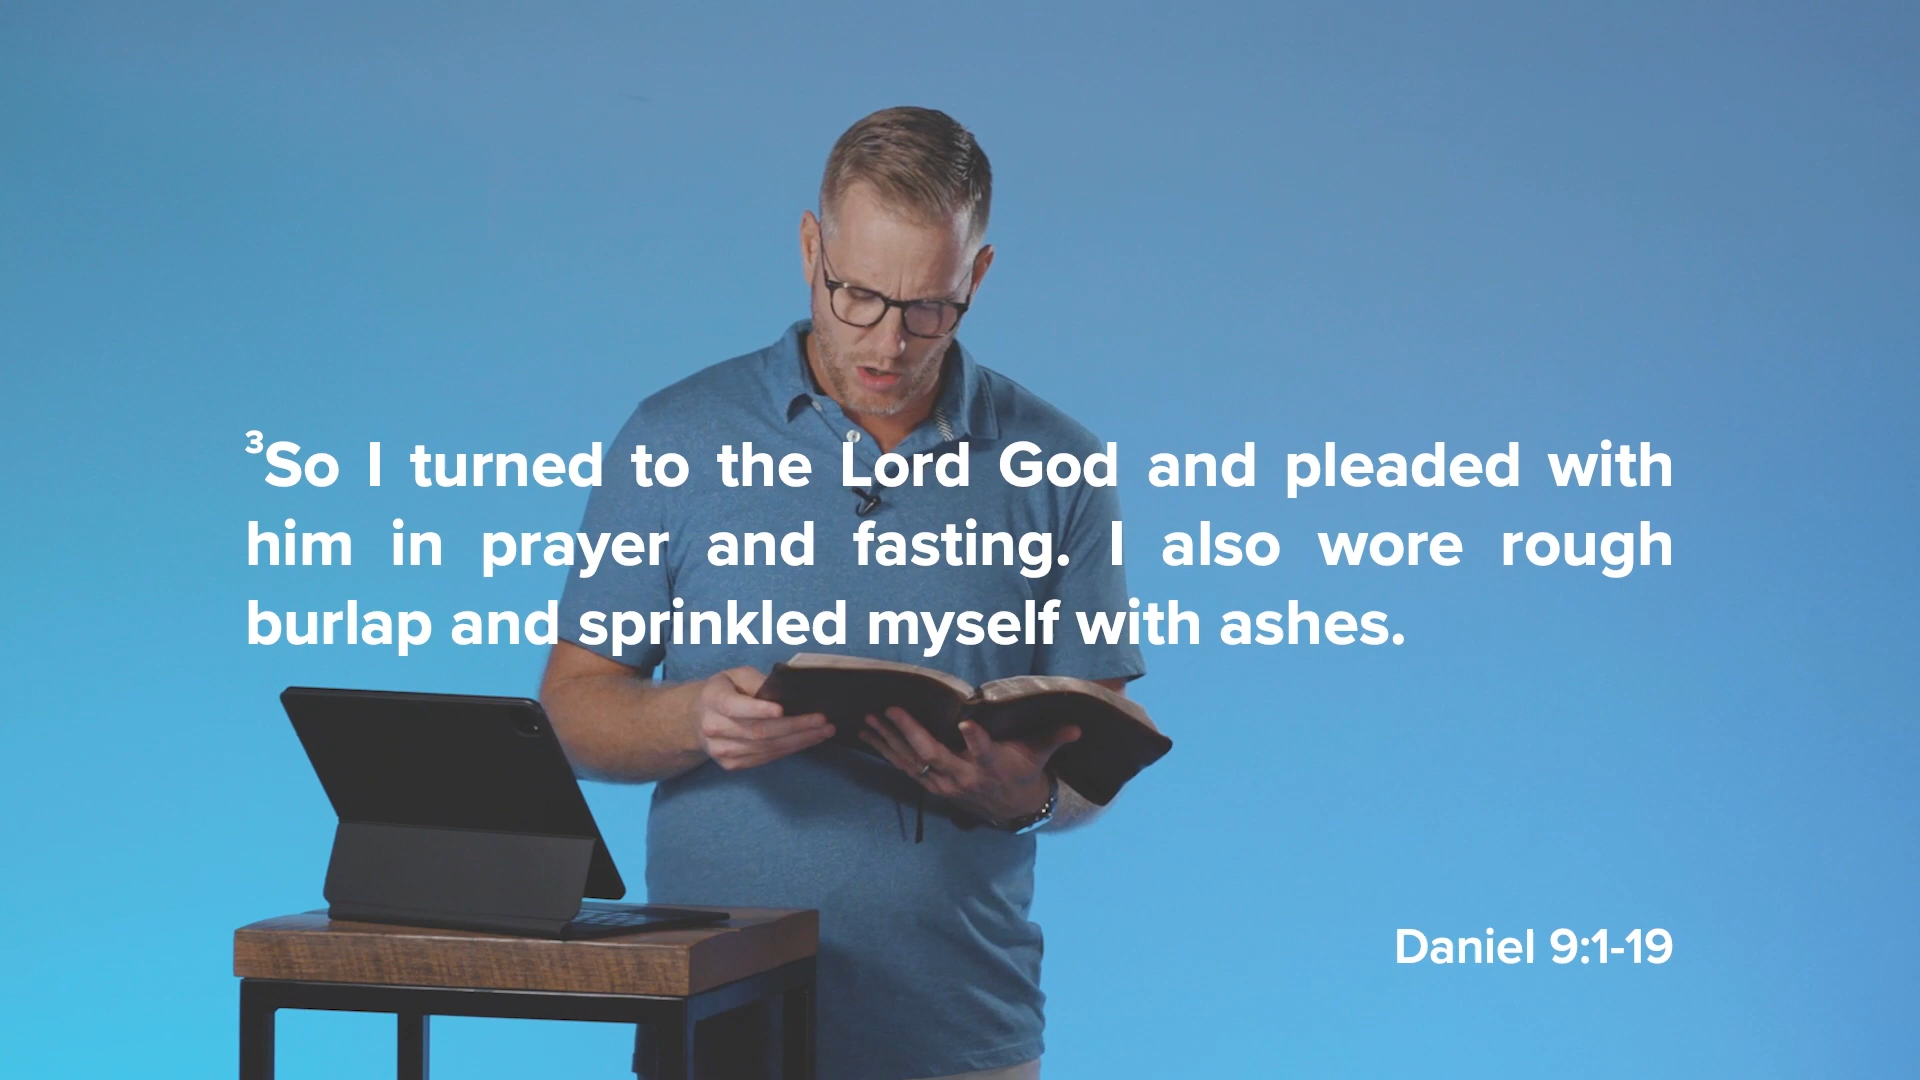 ³So I turned to the Lord God and pleaded with
him in prayer and fasting. I also wore rough
burlap and sprinkled myself with ashes.
Daniel 9:1-19